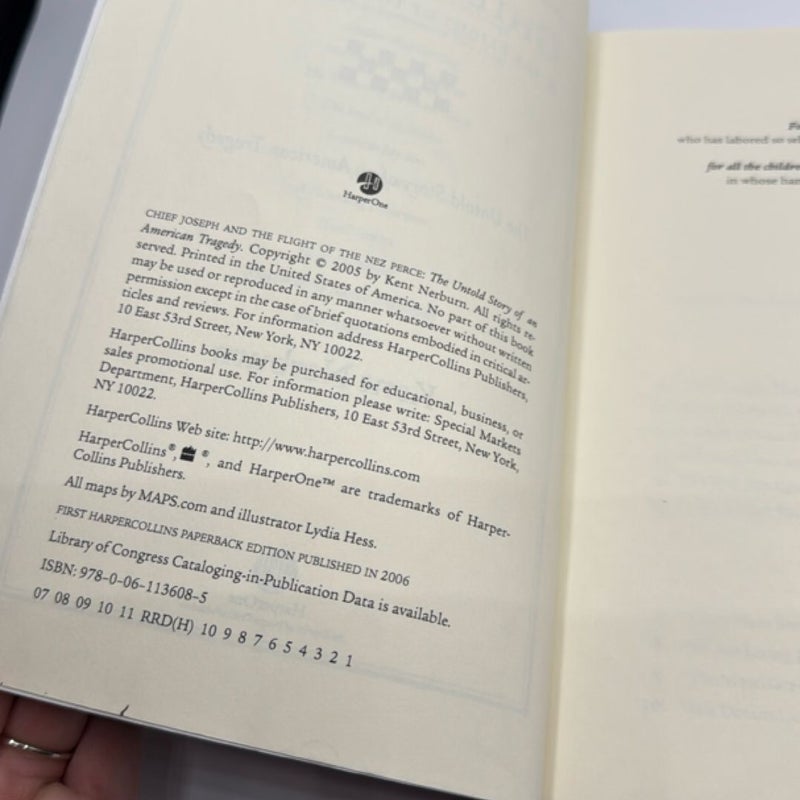 HarperOne
CHIEF JOSEPH AND THE FLIGHT OF THE NEZ PERCE: The Untold Story of an
American Tragedy. Copyright © 2005 by Kent Nerburn. All rights re-
served. Printed in the United States of America. No part of this book
may be used or reproduced in any manner whatsoever without written
permission except in the case of brief quotations embodied in critical ar-
ticles and reviews. For information address HarperCollins Publishers,
10 East 53rd Street, New York, NY 10022.
HarperCollins books may be purchased for educational, business, or
sales promotional use. For information please write: Special Markets
Department, HarperCollins Publishers, 10 East 53rd Street, New York,
NY 10022.
HarperCollins Web site: http://www.harpercollins.com
HarperCollins®, ®, and HarperOne™ are trademarks of Harper-
Collins Publishers.
All maps by MAPS.com and illustrator Lydia Hess.
FIRST HARPERCOLLINS PAPERBACK EDITION PUBLISHED IN 2006
Library of Congress Cataloging-in-Publication Data is available.
ISBN: 978-0-06-113608-5
07 08 09 10 11 RRD(H) 10 9 8 7 6 5 4 3 2 1
who has labored so
for all the
in whose